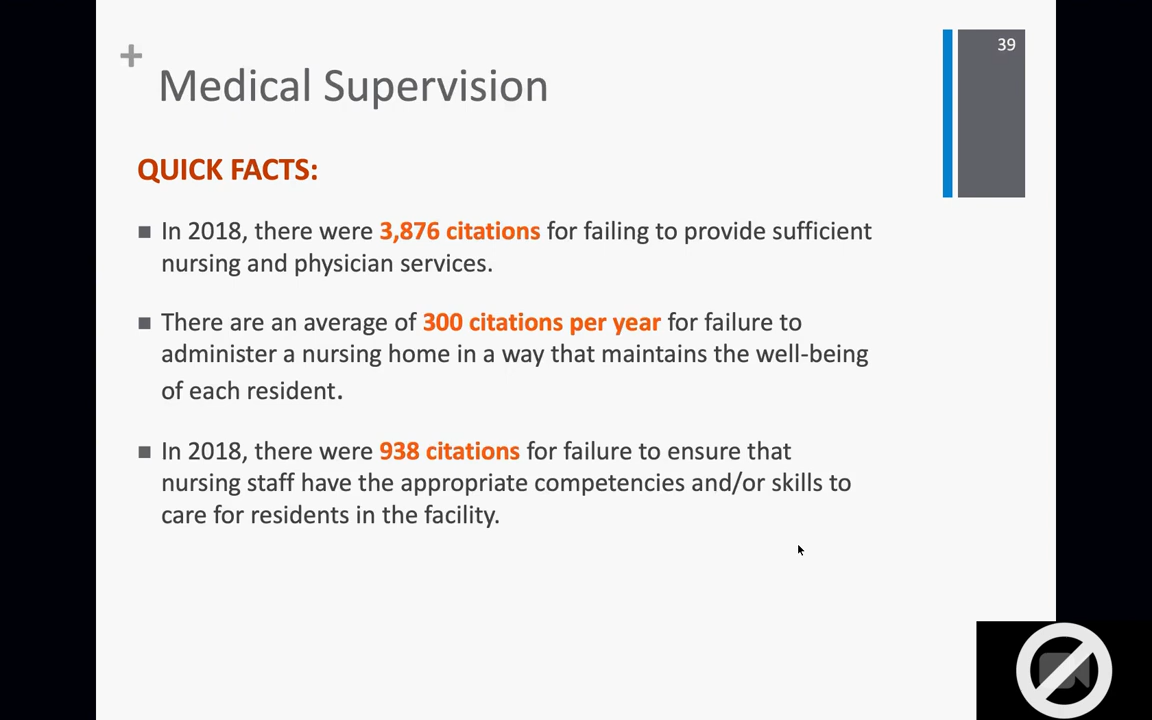 39
+
Medical Supervision
QUICK FACTS:
■ In 2018, there were 3,876 citations for failing to provide sufficient
nursing and physician services.
■ There are an average of 300 citations per year for failure to
administer a nursing home in a way that maintains the well-being
of each resident.
■ In 2018, there were 938 citations for failure to ensure that
nursing staff have the appropriate competencies and/or skills to
care for residents in the facility.